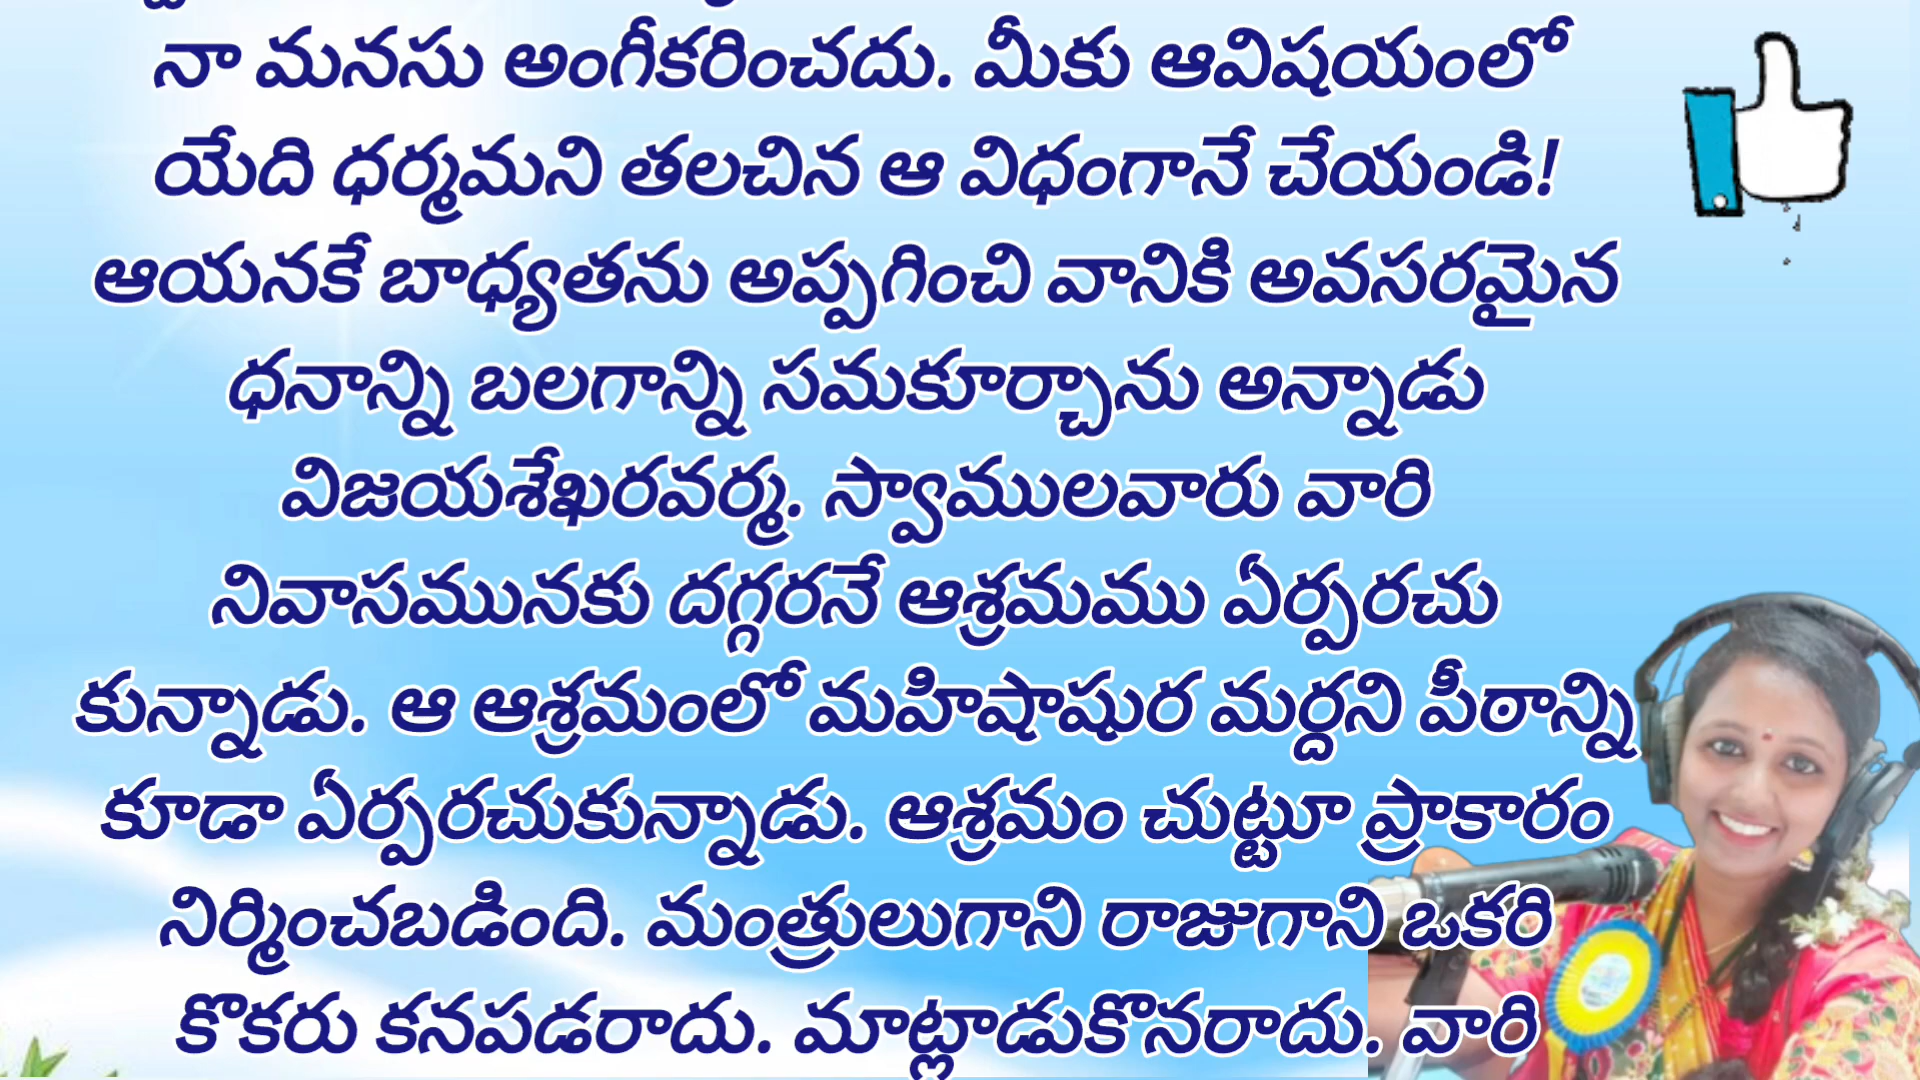 నా మనసు అంగీకరించదు. మీకు ఆవిషయంలో
యేది ధర్మమని తలచిన ఆ విధంగానే చేయండి!
ఆయనకే బాధ్యతను అప్పగించి వానికి అవసరమైన
ధనాన్ని బలగాన్ని సమకూర్చాను అన్నాడు
విజయశేఖరవర్మ. స్వాములవారు వారి
నివాసమునకు దగ్గరనే ఆశ్రమము ఏర్పరచు
కున్నాడు. ఆ ఆశ్రమంలో మహిషాషుర మర్దని పీఠాన్ని
కూడా ఏర్పరచుకున్నాడు. ఆశ్రమం చుట్టూ ప్రాకారం
నిర్మించబడింది. మంత్రులుగాని రాజుగాని ఒకరి
కొకరు కనపడరాదు. మాట్లాడుకొనరాదు. వారి